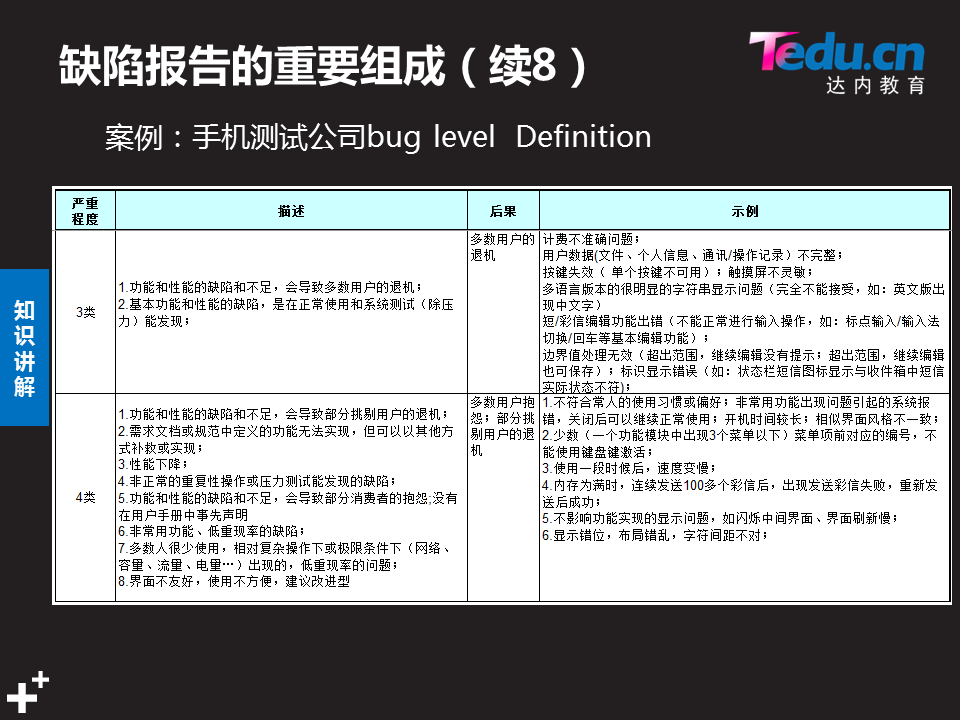 缺陷报告的重要组成（续8）
Tedu.cn
达内教育
案例：手机测试公司bug level Definition
知识讲解
严重程度
描述
后果
示例
3类
1.功能和性能的缺陷和不足，会导致多数用户的退机；
2.基本功能和性能的缺陷，是在正常使用和系统测试（除压
力）能发现；
多数用户的
退机
计费不准确问题；
用户数据(文件、个人信息、通讯/操作记录）不完整；
按键失效（ 单个按键不可用）；触摸屏不灵敏；
多语言版本的很明显的字符串显示问题（完全不能接受，如：英文版出
现中文字）
短/彩信编辑功能出错（不能正常进行输入操作，如：标点输入/输入法
切换/回车等基本编辑功能）；
边界值处理无效（超出范围，继续编辑没有提示；超出范围，继续编辑
也可保存）；标识显示错误（如：状态栏短信图标显示与收件箱中短信
实际状态不符)；
4类
1.功能和性能的缺陷和不足，会导致部分挑剔用户的退机；
2.需求文档或规范中定义的功能无法实现，但可以以其他方
式补救或实现；
3.性能下降；
4.非正常的重复性操作或压力测试能发现的缺陷；
5.功能和性能的缺陷和不足，会导致部分消费者的抱怨;没有
在用户手册中事先声明
6.非常用功能、低重现率的缺陷；
7.多数人很少使用，相对复杂操作下或极限条件下（网络、
容量、流量、电量…）出现的，低重现率的问题；
8.界面不友好，使用不方便，建议改进型
多数用户抱
怨；部分挑
剔用户的退
机
1.不符合常人的使用习惯或偏好；非常用功能出现问题引起的系统报
错，关闭后可以继续正常使用；开机时间较长；相似界面风格不一致；
2.少数（一个功能模块中出现3个菜单以下）菜单项前对应的编号，不
能使用键盘键激活；
3.使用一段时候后，速度变慢；
4.内存为满时，连续发送100多个彩信后，出现发送彩信失败，重新发
送后成功；
5.不影响功能实现的显示问题，如闪烁中间界面、界面刷新慢；
6.显示错位，布局错乱，字符间距不对；